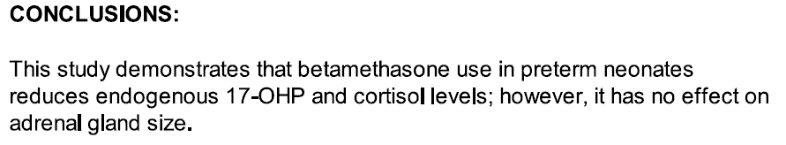 CONCLUSIONS:
This study demonstrates that betamethasone use in preterm neonates
reduces endogenous 17-OHP and cortisol levels; however, it has no effect on
adrenal gland size.